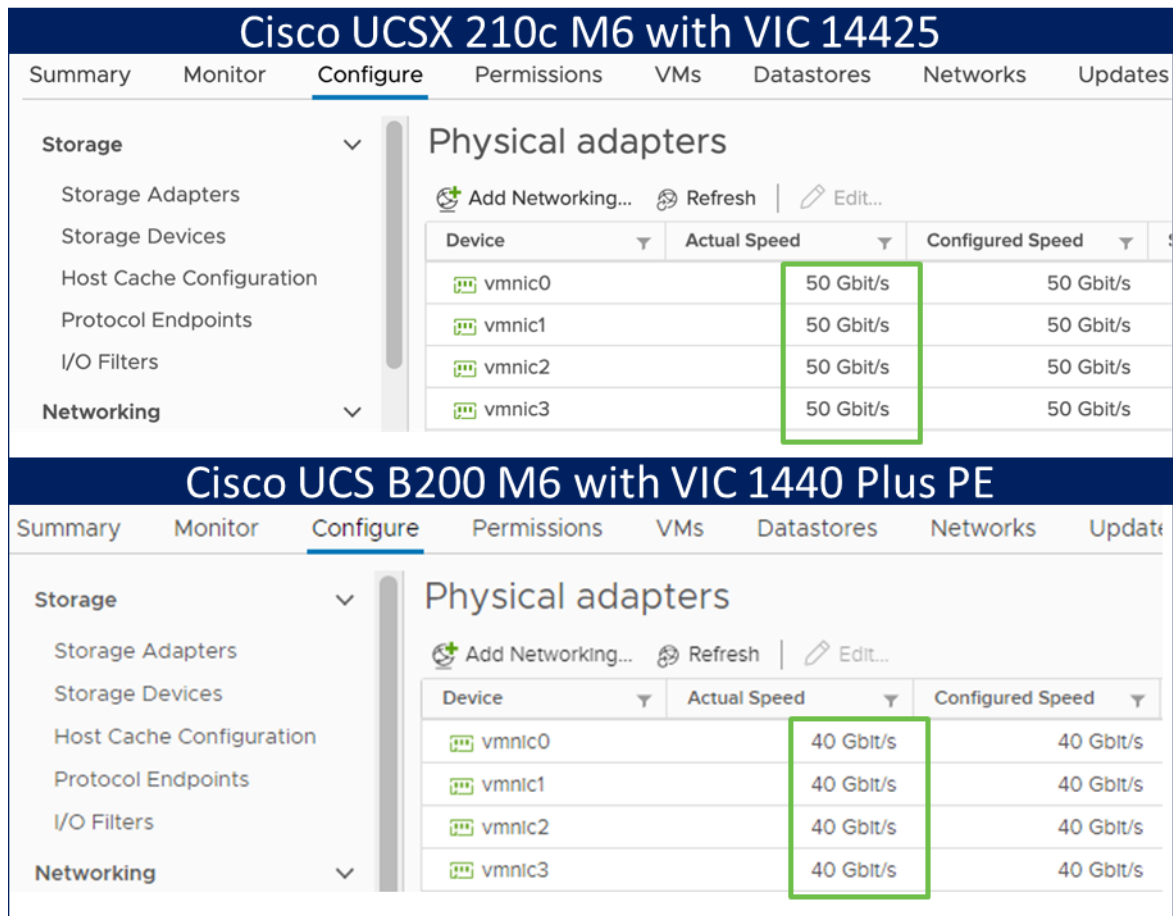 Cisco UCSX 210c M6 with VIC 14425
Summary Monitor Configure Permissions VMs Datastores Networks Updates
Storage
Storage Adapters
Storage Devices
Host Cache Configuration
Protocol Endpoints
I/O Filters
Networking
Physical adapters
Add Networking... Refresh Edit...
Device Actual Speed Configured Speed
vmnic0 50 Gbit/s 50 Gbit/s
vmnic1 50 Gbit/s 50 Gbit/s
vmnic2 50 Gbit/s 50 Gbit/s
vmnic3 50 Gbit/s 50 Gbit/s
Cisco UCS B200 M6 with VIC 1440 Plus PE
Summary Monitor Configure Permissions VMs Datastores Networks Update
Storage
Storage Adapters
Storage Devices
Host Cache Configuration
Protocol Endpoints
I/O Filters
Networking
Physical adapters
Add Networking... Refresh Edit...
Device Actual Speed Configured Speed
vmnic0 40 Gbit/s 40 Gbit/s
vmnic1 40 Gbit/s 40 Gbit/s
vmnic2 40 Gbit/s 40 Gbit/s
vmnic3 40 Gbit/s 40 Gbit/s